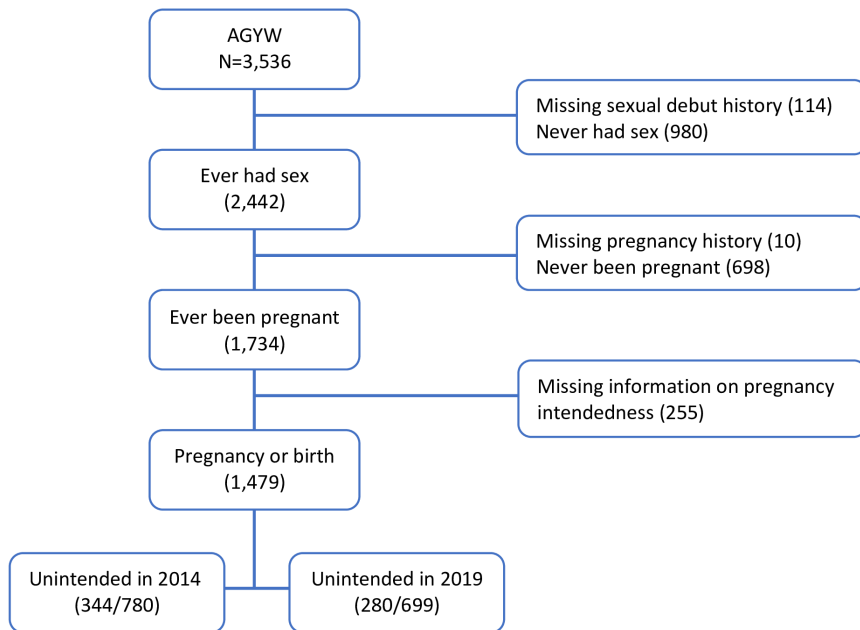 AGYW
N=3,536
Missing sexual debut history (114)
Never had sex (980)
Ever had sex
(2,442)
Missing pregnancy history (10)
Never been pregnant (698)
Ever been pregnant
(1,734)
Missing information on pregnancy
intendedness (255)
Pregnancy or birth
(1,479)
Unintended in 2014
(344/780)
Unintended in 2019
(280/699)